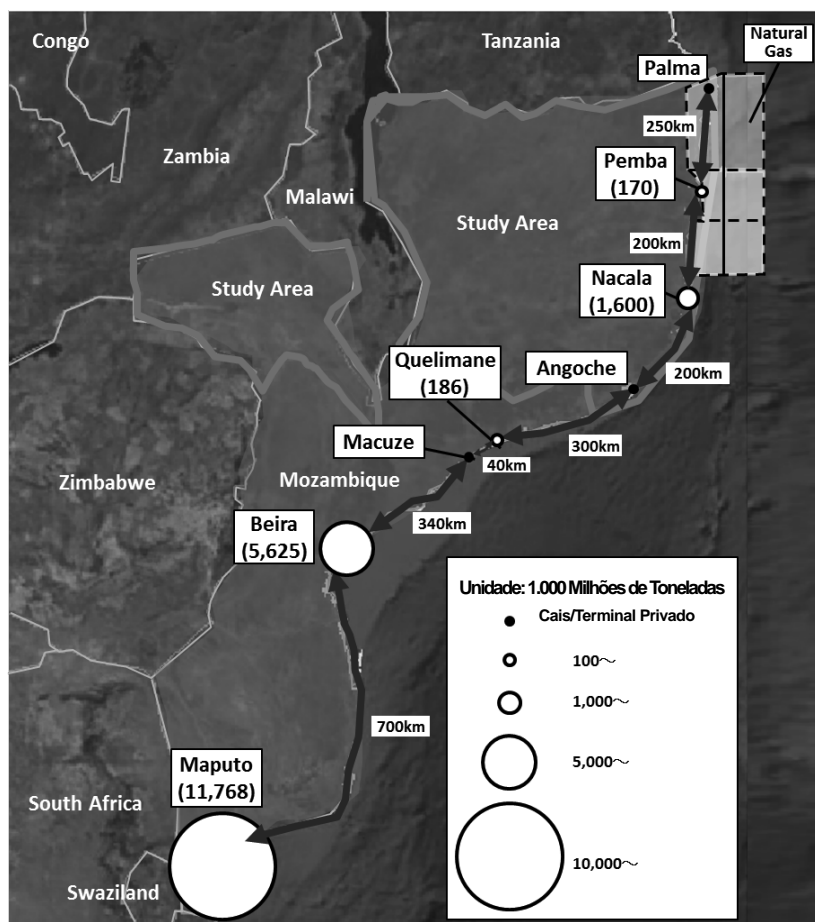 Congo
Tanzania
Natural
Gas
Palma
250km
Zambia
Pemba
(170)
Malawi
Study Area
200km
Study Area
Nacala
(1,600)
Quelimane
(186)
Angoche
200km
Macuze
300km
40km
Zimbabwe
Mozambique
Beira
(5,625)
340km
Unidade: 1.000 Milhões de Toneladas
Cais/Terminal Privado
100～
1,000～
700km
5,000～
Maputo
(11,768)
South Africa
10,000～
Swaziland